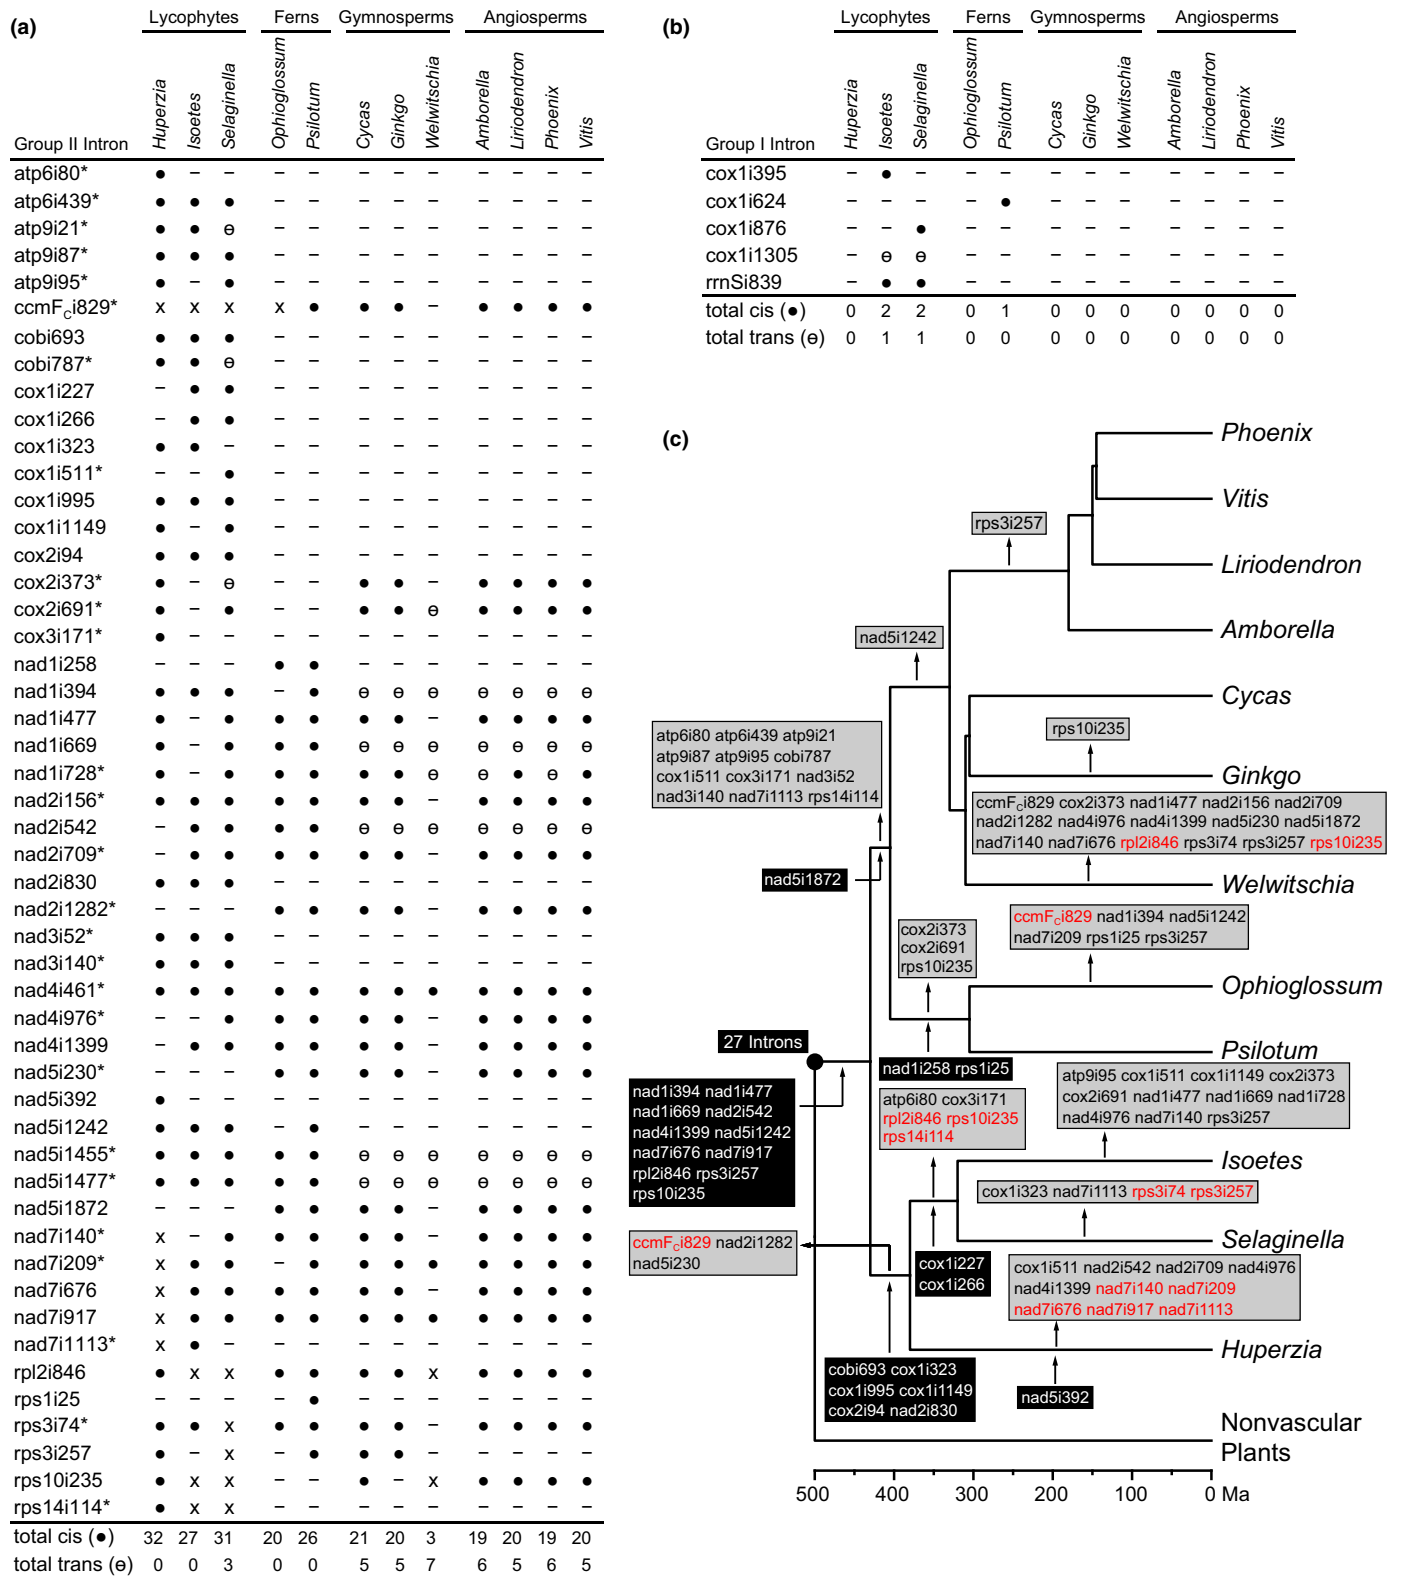 (a)
Lycophytes Ferns Gymnosperms Angiosperms
Group II Intron Huperzia Isoetes Selaginella Ophioglossum Psilotum Cycas Ginkgo Welwitschia Amborella Liriodendron Phoenix Vitis
atp6i80* ● – – – – – – – – – – –
atp6i439* ● ● ● – – – – – – – – –
atp9i21* ● ● ɵ – – – – – – – – –
atp9i87* ● ● ● – – – – – – – – –
atp9i95* ● – ● – – – – – – – – –
ccmFCi829* x x x x ● ● ● – ● ● ● ●
cobi693 ● ● ● – – – – – – – – –
cobi787* ● ● ɵ – – – – – – – – –
cox1i227 – ● ● – – – – – – – – –
cox1i266 – ● ● – – – – – – – – –
cox1i323 ● ● – – – – – – – – – –
cox1i511* – – ● – – – – – – – – –
cox1i995 ● ● ● – – – – – – – – –
cox1i1149 ● – ● – – – – – – – – –
cox2i94 ● ● ● – – – – – – – – –
cox2i373* ● – ɵ – – ● ● – ● ● ● ●
cox2i691* ● – ● – – ● ● ɵ ● ● ● ●
cox3i171* ● – – – – – – – – – – –
nad1i258 – – – ● ● – – – – – – –
nad1i394 ● ● ● – ● ɵ ɵ ɵ ɵ ɵ ɵ ɵ
nad1i477 ● – ● ● ● ● ● – ● ● ● ●
nad1i669 ● – ● ● ● ɵ ɵ ɵ ɵ ɵ ɵ ɵ
nad1i728* ● – ● ● ● ● ● ɵ ɵ ● ɵ ●
nad2i156* ● ● ● ● ● ● ● – ● ● ● ●
nad2i542 – ● ● ● ● ɵ ɵ ɵ ɵ ɵ ɵ ɵ
nad2i709* – ● ● ● ● ● ● – ● ● ● ●
nad2i830 ● ● ● – – – – – – – – –
nad2i1282* – – – ● ● ● ● – ● ● ● ●
nad3i52* ● ● ● – – – – – – – – –
nad3i140* ● ● ● – – – – – – – – –
nad4i461* ● ● ● ● ● ● ● ● ● ● ● ●
nad4i976* – – ● ● ● ● ● – ● ● ● ●
nad4i1399 – ● ● ● ● ● ● – ● ● ● ●
nad5i230* – – – ● ● ● ● – ● ● ● ●
nad5i392 ● – – – – – – – – – – –
nad5i1242 ● ● ● – ● – – – – – – –
nad5i1455* ● ● ● ● ● ɵ ɵ ɵ ɵ ɵ ɵ ɵ
nad5i1477* ● ● ● ● ● ɵ ɵ ɵ ɵ ɵ ɵ ɵ
nad5i1872 – – – ● ● ● ● – ● ● ● ●
nad7i140* x – ● ● ● ● ● – ● ● ● ●
nad7i209* x ● ● – ● ● ● ● ● ● ● ●
nad7i676 x ● ● ● ● ● ● – ● ● ● ●
nad7i917 x ● ● ● ● ● ● ● ● ● ● ●
nad7i1113* x ● – – – – – – – – – –
rpl2i846 ● x x ● ● ● ● x ● ● ● ●
rps1i25 – – – – ● – – – – – – –
rps3i74* ● ● x ● ● ● ● – ● ● ● ●
rps3i257 ● – x – ● ● ● – – – – –
rps10i235 ● x x – – ● – x ● ● ● ●
rps14i114* ● x x – – – – – – – – –
total cis (●) 32 27 31 20 26 21 20 3 19 20 19 20
total trans (ɵ) 0 0 3 0 0 5 5 7 6 5 6 5
(b)
Lycophytes Ferns Gymnosperms Angiosperms
Group I Intron Huperzia Isoetes Selaginella Ophioglossum Psilotum Cycas Ginkgo Welwitschia Amborella Liriodendron Phoenix Vitis
cox1i395 – ● – – – – – – – – – –
cox1i624 – – – – ● – – – – – – –
cox1i876 – – ● – – – – – – – – –
cox1i1305 – ɵ ɵ – – – – – – – – –
rrnSi839 – ● ● – – – – – – – – –
total cis (●) 0 2 2 0 1 0 0 0 0 0 0 0
total trans (ɵ) 0 1 1 0 0 0 0 0 0 0 0 0
(c)
Phoenix
Vitis
rps3i257
Liriodendron
Amborella
nad5i1242
Cycas
atp6i80 atp6i439 atp9i21
atp9i87 atp9i95 cobi787
cox1i511 cox3i171 nad3i52
nad3i140 nad7i1113 rps14i114
rps10i235
Ginkgo
ccmFCi829 cox2i373 nad1i477 nad2i156 nad2i709
nad2i1282 nad4i976 nad4i1399 nad5i230 nad5i1872
nad7i140 nad7i676 rpl2i846 rps3i74 rps3i257 rps10i235
nad5i1872
Welwitschia
ccmFCi829 nad1i394 nad5i1242
nad7i209 rps1i25 rps3i257
cox2i373
cox2i691
rps10i235
Ophioglossum
27 Introns
Psilotum
nad1i258 rps1i25
nad1i394 nad1i477
nad1i669 nad2i542
nad4i1399 nad5i1242
nad7i676 nad7i917
rpl2i846 rps3i257
rps10i235
atp6i80 cox3i171
rpl2i846 rps10i235
rps14i114
atp9i95 cox1i511 cox1i1149 cox2i373
cox2i691 nad1i477 nad1i669 nad1i728
nad4i976 nad7i140 rps3i257
Isoetes
cox1i323 nad7i1113 rps3i74 rps3i257
Selaginella
ccmFCi829 nad2i1282
nad5i230
cox1i227
cox1i266
cox1i511 nad2i542 nad2i709 nad4i976
nad4i1399 nad7i140 nad7i209
nad7i676 nad7i917 nad7i1113
Huperzia
cobi693 cox1i323
cox1i995 cox1i1149
cox2i94 nad2i830
nad5i392
Nonvascular
Plants
500 400 300 200 100 0 Ma